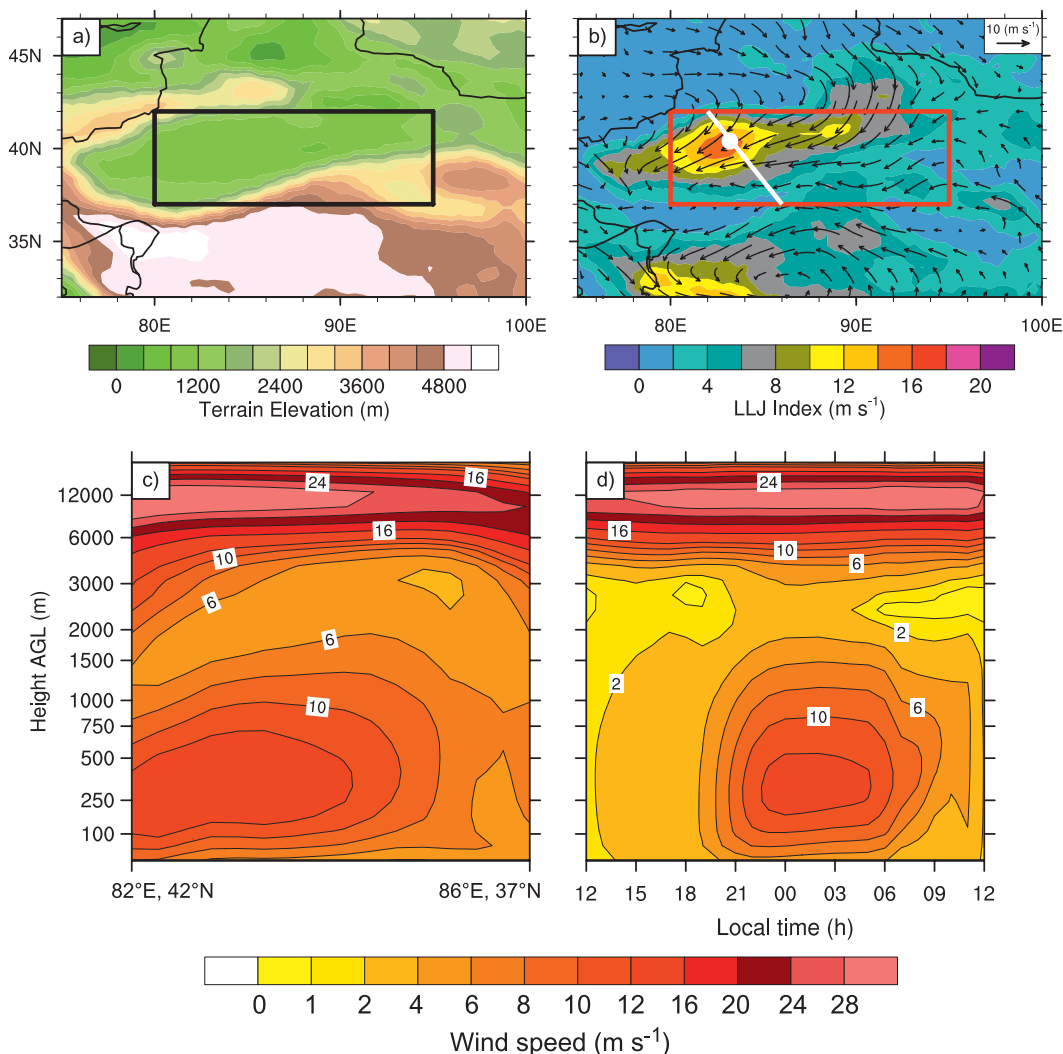 a)
45N
40N
35N
80E 90E 100E
0 1200 2400 3600 4800
Terrain Elevation (m)
b)
10 (m s⁻¹)
80E 90E 100E
0 4 8 12 16 20
LLJ Index (m s⁻¹)
c)
24
16
16
10
6
6
10
12000
6000
3000
2000
1500
1000
750
500
250
100
Height AGL (m)
82°E, 42°N 86°E, 37°N
d)
24
16
10
6
2
2
6
10
12 15 18 21 00 03 06 09 12
Local time (h)
0 1 2 4 6 8 10 12 16 20 24 28
Wind speed (m s⁻¹)